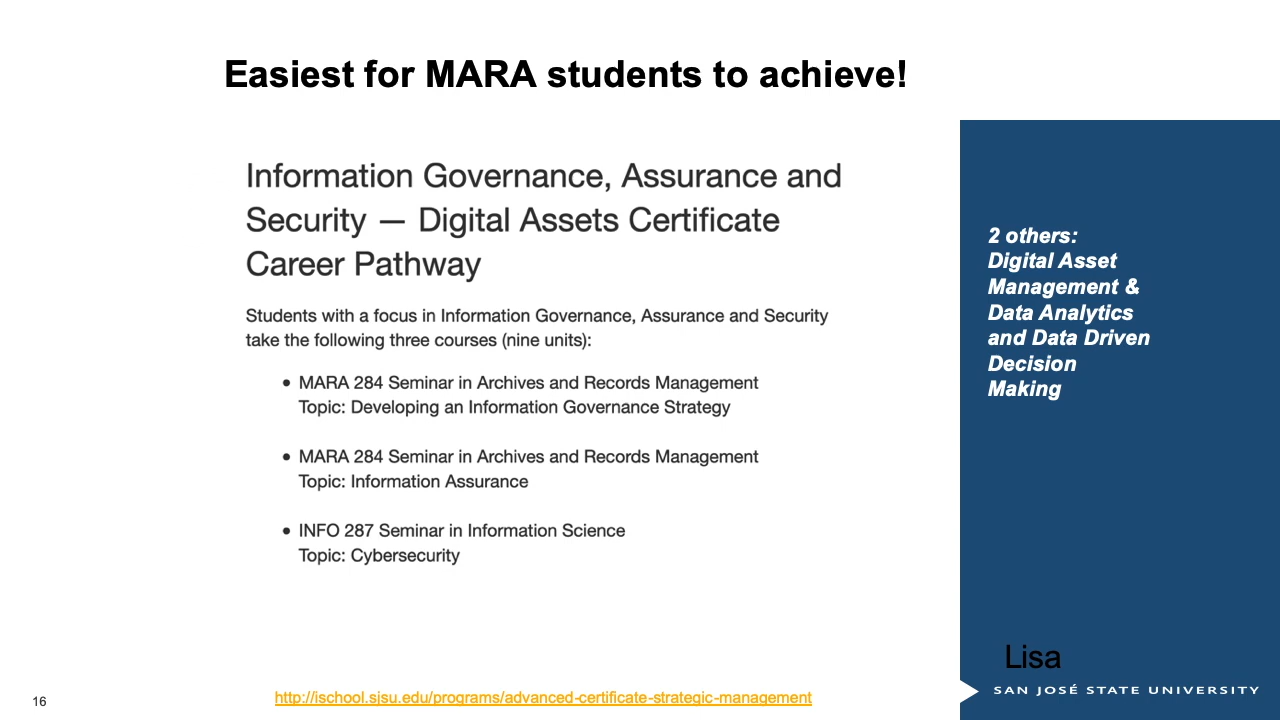 Easiest for MARA students to achieve!
Information Governance, Assurance and
Security — Digital Assets Certificate
Career Pathway
Students with a focus in Information Governance, Assurance and Security
take the following three courses (nine units):
• MARA 284 Seminar in Archives and Records Management
Topic: Developing an Information Governance Strategy
• MARA 284 Seminar in Archives and Records Management
Topic: Information Assurance
• INFO 287 Seminar in Information Science
Topic: Cybersecurity
2 others:
Digital Asset
Management &
Data Analytics
and Data Driven
Decision
Making
Lisa
SAN JOSÉ STATE UNIVERSITY
http://ischool.sjsu.edu/programs/advanced-certificate-strategic-management
16